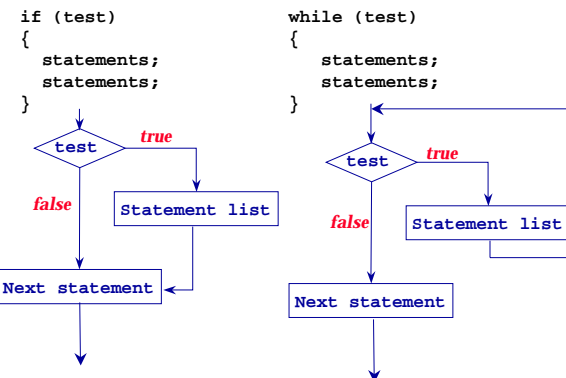 if (test)
{
statements;
statements;
}
test
true
false
Statement list
Next statement
while (test)
{
statements;
statements;
}
test
true
false
Statement list
Next statement